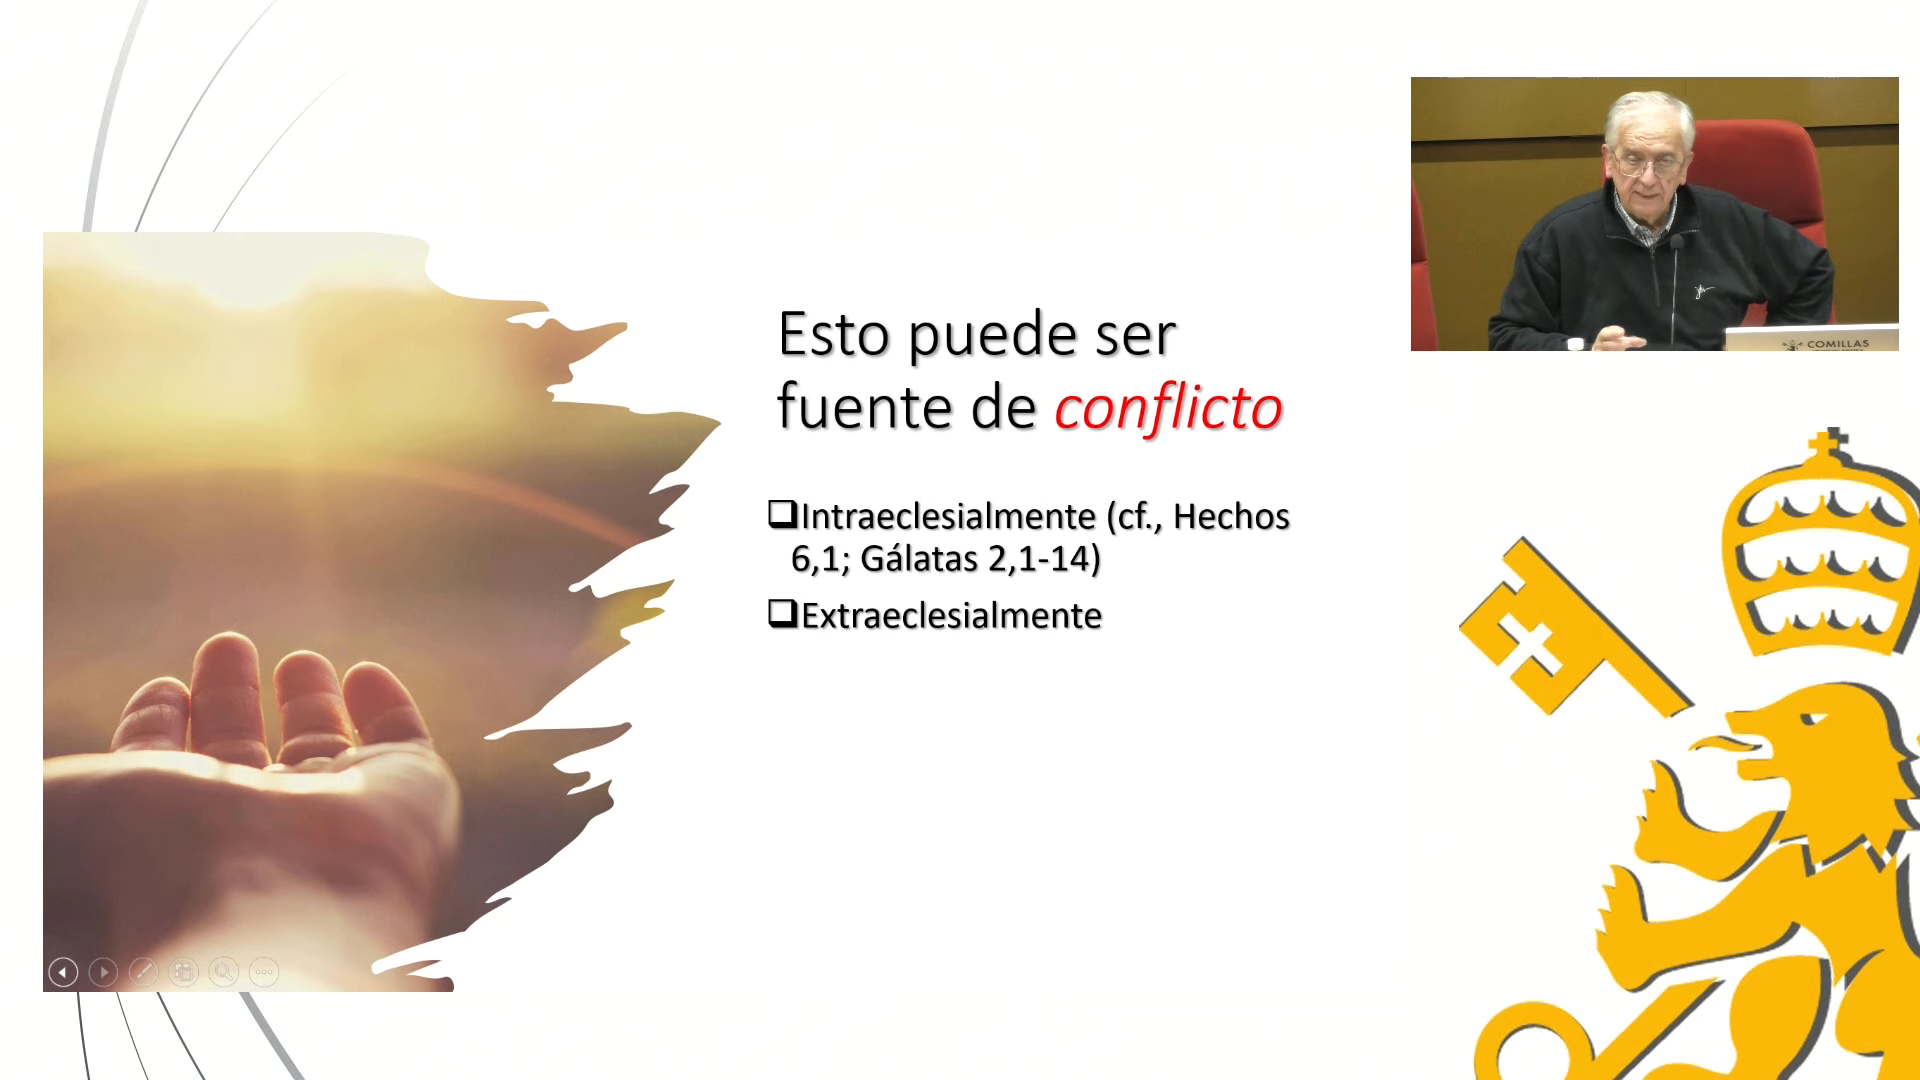 Esto puede ser
fuente de conflicto
Intraeclesialmente (cf., Hechos
6,1; Gálatas 2,1-14)
Extraeclesialmente
COMILLAS